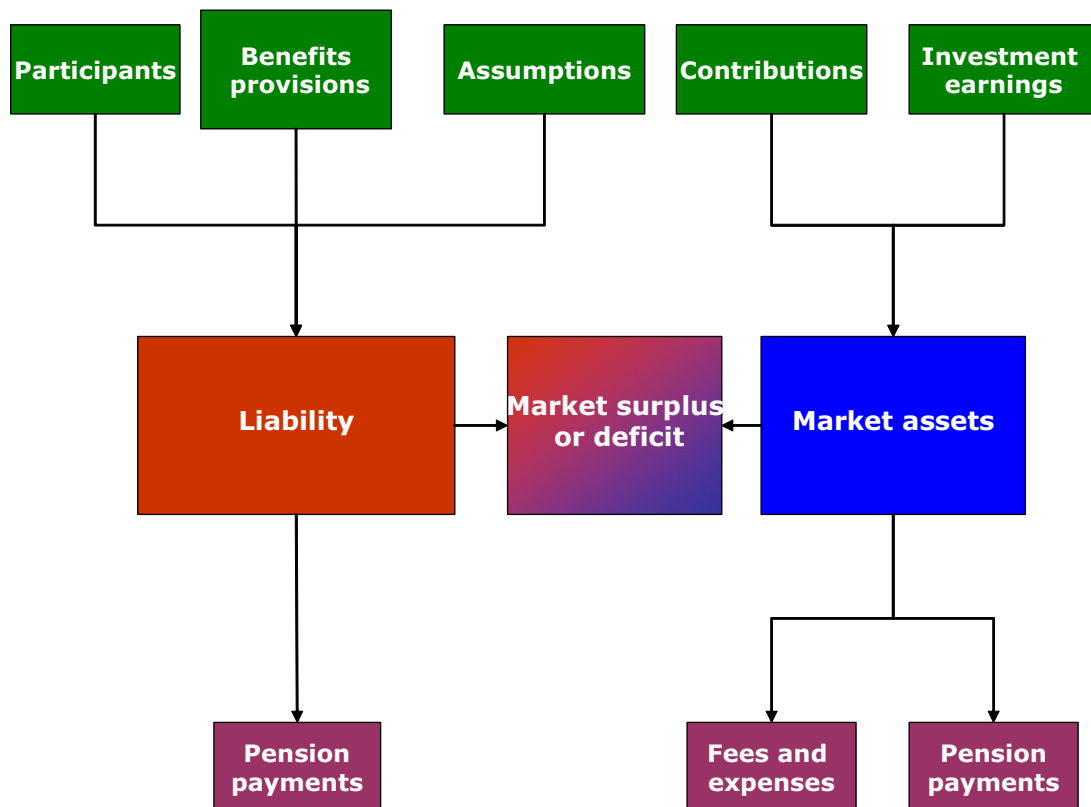 Participants
Benefits
provisions
Assumptions
Contributions
Investment
earnings
Liability
Market surplus
or deficit
Market assets
Pension
payments
Fees and
expenses
Pension
payments